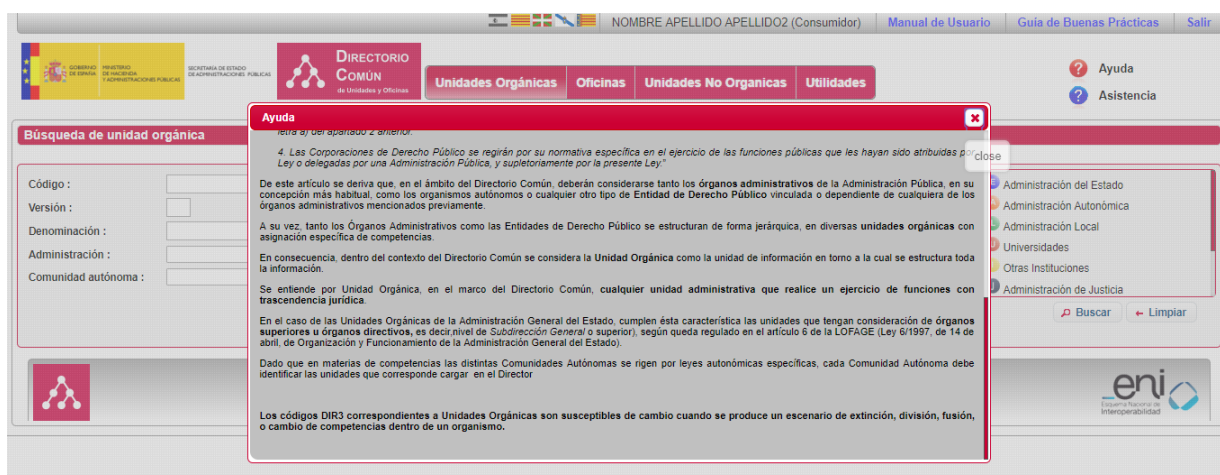 NOMBRE APELLIDO APELLIDO2 (Consumidor) Manual de Usuario Guía de Buenas Prácticas Salir
GOBIERNO DE ESPAÑA
MINISTERIO DE HACIENDA Y ADMINISTRACIONES PÚBLICAS
SECRETARÍA DE ESTADO DE ADMINISTRACIONES PÚBLICAS
DIRECTORIO
COMÚN
de Unidades y Oficinas
Unidades Orgánicas Oficinas Unidades No Organicas Utilidades
Ayuda
Asistencia
Búsqueda de unidad orgánica
Código :
Versión :
Denominación :
Administración :
Comunidad autónoma :
Ayuda
close
letra a) del apartado 2 anterior.
4. Las Corporaciones de Derecho Público se regirán por su normativa específica en el ejercicio de las funciones públicas que les hayan sido atribuidas por
Ley o delegadas por una Administración Pública, y supletoriamente por la presente Ley."
De este artículo se deriva que, en el ámbito del Directorio Común, deberán considerarse tanto los órganos administrativos de la Administración Pública, en su
concepción más habitual, como los organismos autónomos o cualquier otro tipo de Entidad de Derecho Público vinculada o dependiente de cualquiera de los
órganos administrativos mencionados previamente.
A su vez, tanto los Órganos Administrativos como las Entidades de Derecho Público se estructuran de forma jerárquica, en diversas unidades orgánicas con
asignación específica de competencias.
En consecuencia, dentro del contexto del Directorio Común se considera la Unidad Orgánica como la unidad de información en torno a la cual se estructura toda
la información.
Se entiende por Unidad Orgánica, en el marco del Directorio Común, cualquier unidad administrativa que realice un ejercicio de funciones con
trascendencia jurídica.
En el caso de las Unidades Orgánicas de la Administración General del Estado, cumplen ésta característica las unidades que tengan consideración de órganos
superiores u órganos directivos, es decir,nivel de Subdirección General o superior), según queda regulado en el artículo 6 de la LOFAGE (Ley 6/1997, de 14 de
abril, de Organización y Funcionamiento de la Administración General del Estado).
Dado que en materias de competencias las distintas Comunidades Autónomas se rigen por leyes autonómicas específicas, cada Comunidad Autónoma debe
identificar las unidades que corresponde cargar en el Director
Los códigos DIR3 correspondientes a Unidades Orgánicas son susceptibles de cambio cuando se produce un escenario de extinción, división, fusión,
o cambio de competencias dentro de un organismo.
Administración del Estado
Administración Autonómica
Administración Local
Universidades
Otras Instituciones
Administración de Justicia
Buscar Limpiar
eni
Esquema Nacional de
Interoperabilidad